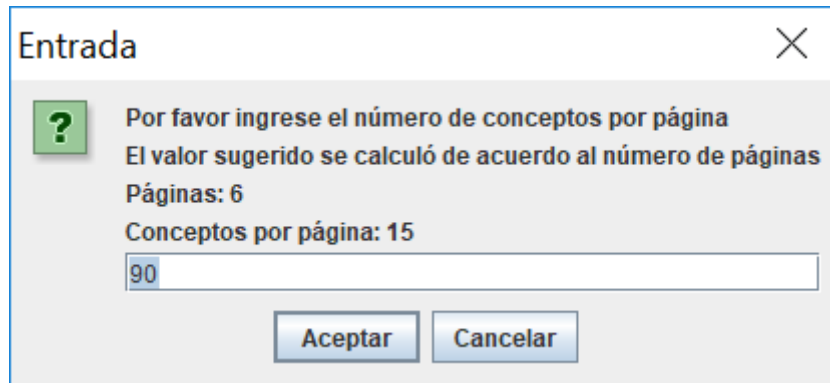 Entrada
Por favor ingrese el número de conceptos por página
El valor sugerido se calculó de acuerdo al número de páginas
Páginas: 6
Conceptos por página: 15
90
Aceptar Cancelar